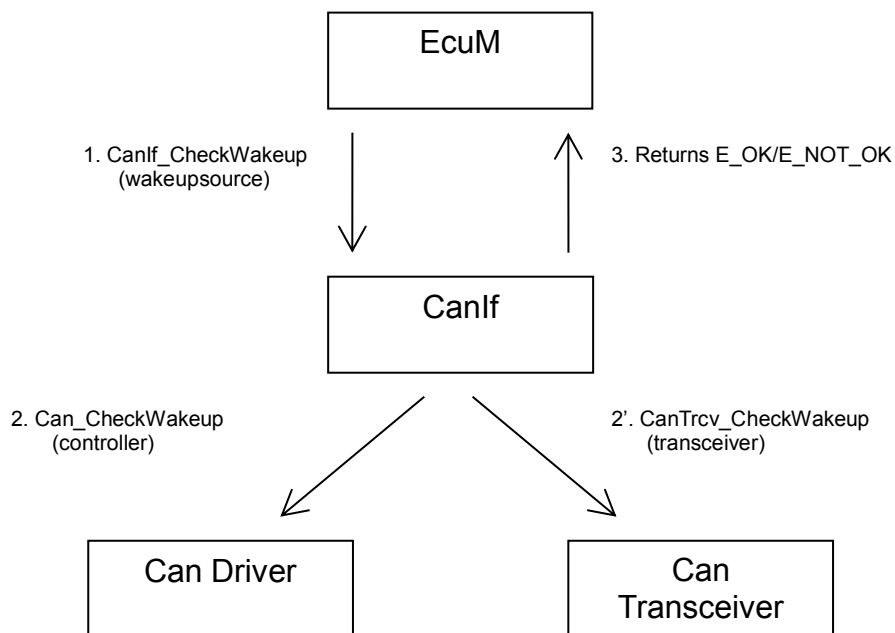 EcuM
1. CanIf_CheckWakeup
(wakeupsource)
3. Returns E_OK/E_NOT_OK
CanIf
2. Can_CheckWakeup
(controller)
2’. CanTrcv_CheckWakeup
(transceiver)
Can Driver
Can
Transceiver